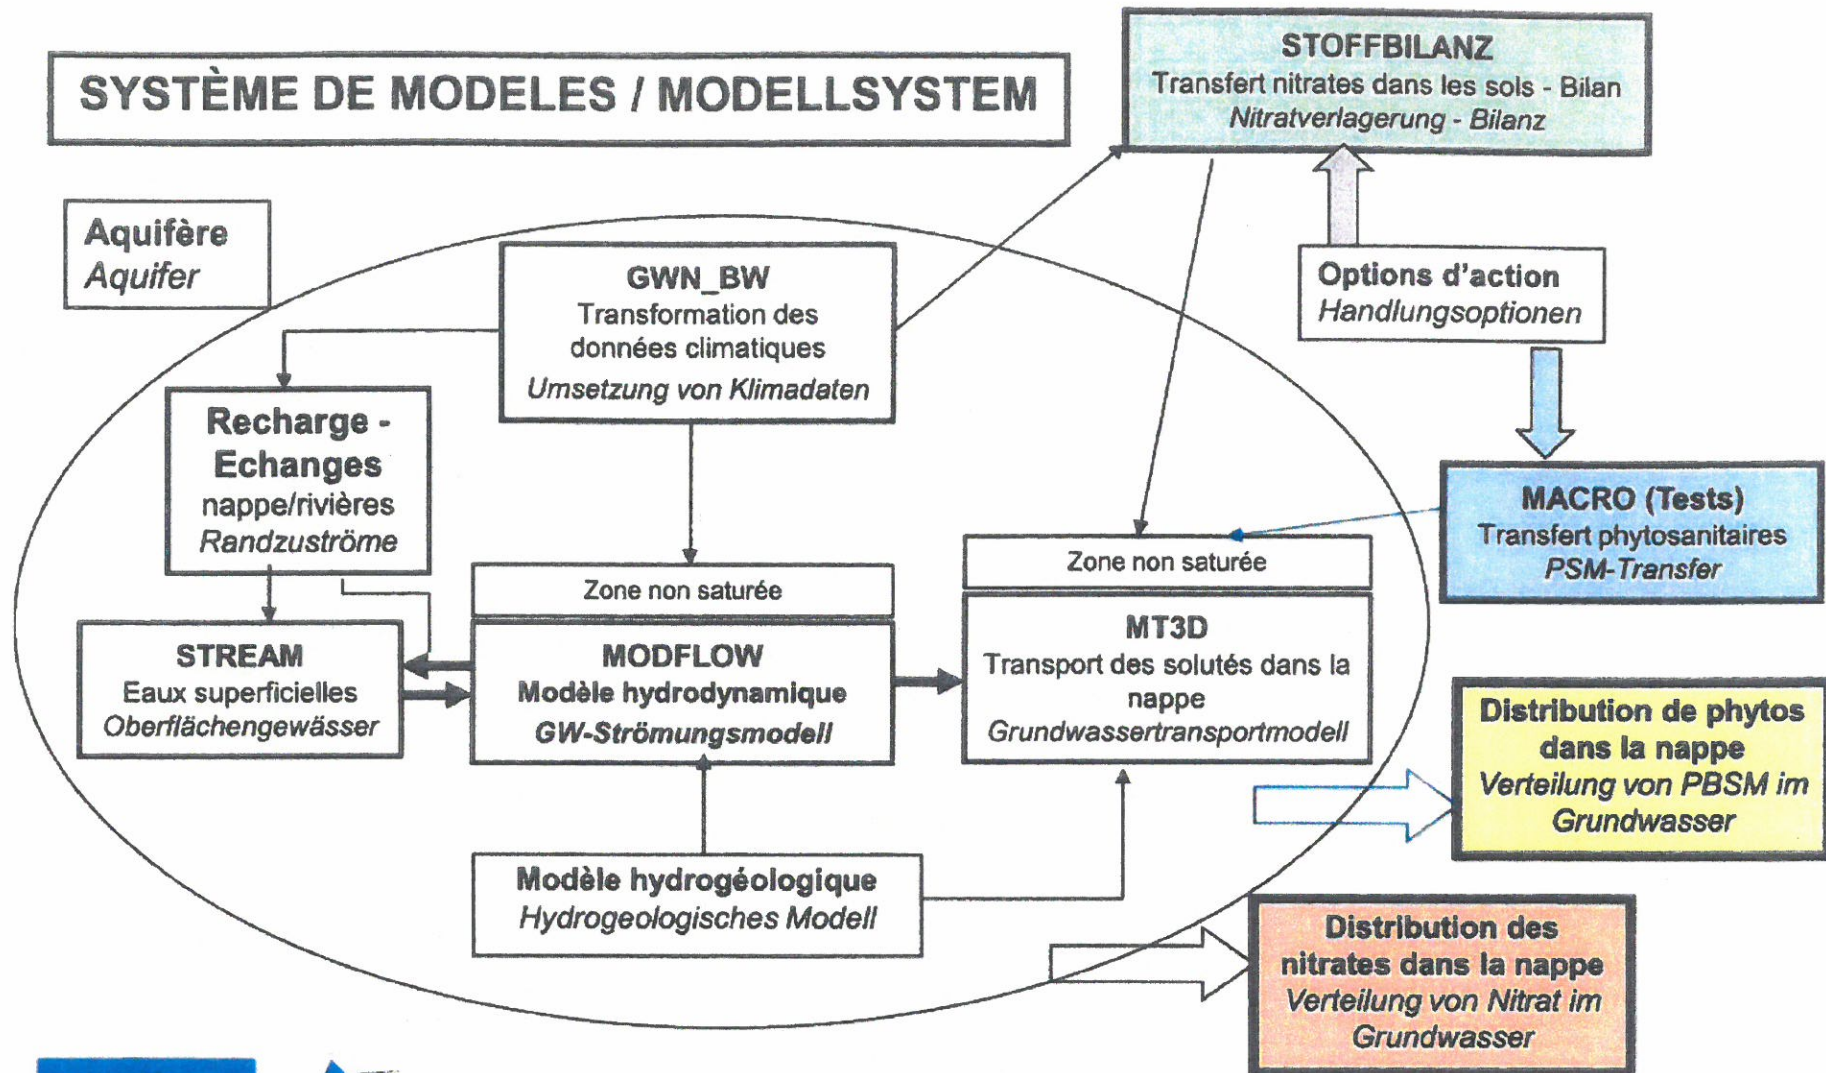 SYSTÈME DE MODELES / MODELLSYSTEM
STOFFBILANZ
Transfert nitrates dans les sols - Bilan
Nitratverlagerung - Bilanz
Aquifère
Aquifer
GWN_BW
Transformation des
données climatiques
Umsetzung von Klimadaten
Options d'action
Handlungsoptionen
Recharge -
Echanges
nappe/rivières
Randzuströme
MACRO (Tests)
Transfert phytosanitaires
PSM-Transfer
Zone non saturée
Zone non saturée
STREAM
Eaux superficielles
Oberflächengewässer
MODFLOW
Modèle hydrodynamique
GW-Strömungsmodell
MT3D
Transport des solutés dans la
nappe
Grundwassertransportmodell
Distribution de phytos
dans la nappe
Verteilung von PBSM im
Grundwasser
Modèle hydrogéologique
Hydrogeologisches Modell
Distribution des
nitrates dans la nappe
Verteilung von Nitrat im
Grundwasser